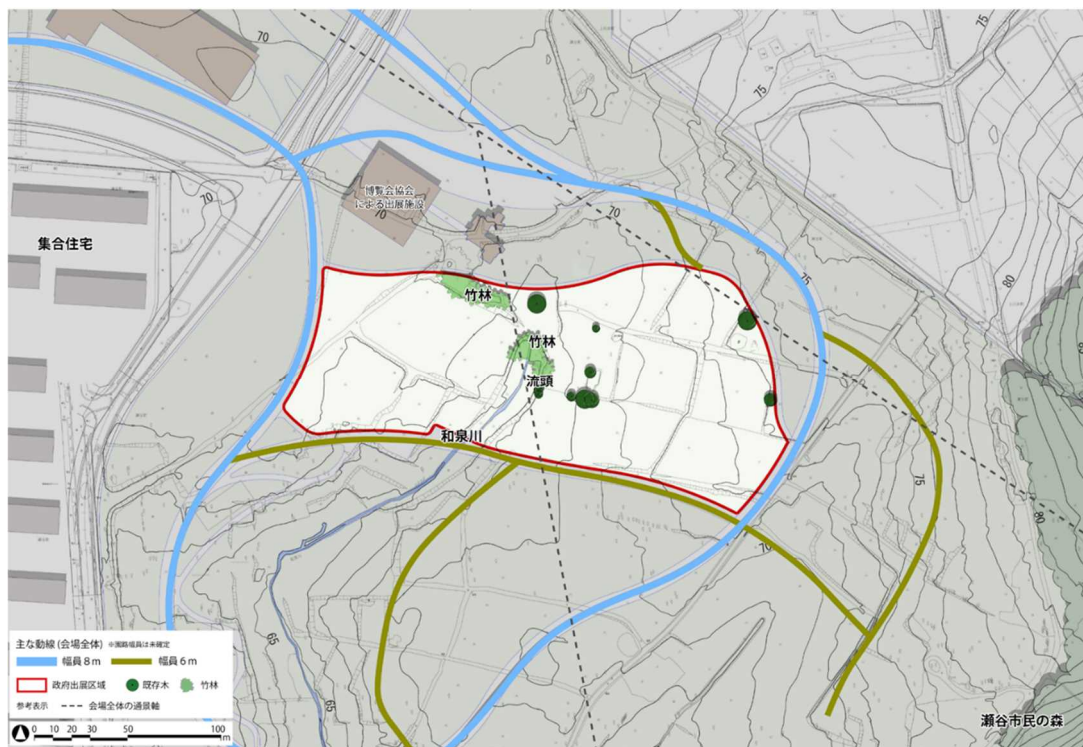 70
75
75
70
集合住宅
博覧会協会
による出展施設
70
70
75
80
竹林
竹林
流頭
和泉川
75
80
70
65
65
瀬谷市民の森
主な動線 (会場全体) ※園路幅員は未確定
幅員８ｍ 幅員６ｍ
政府出展区域 既存木 竹林
参考表示 会場全体の通景軸
0 10 20 30 50 100
m